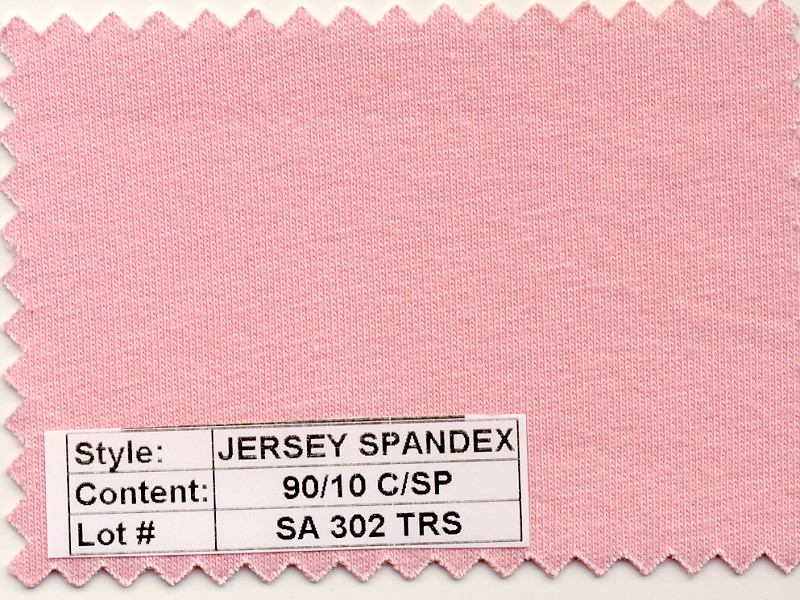 Style: JERSEY SPANDEX
Content: 90/10 C/SP
Lot # SA 302 TRS